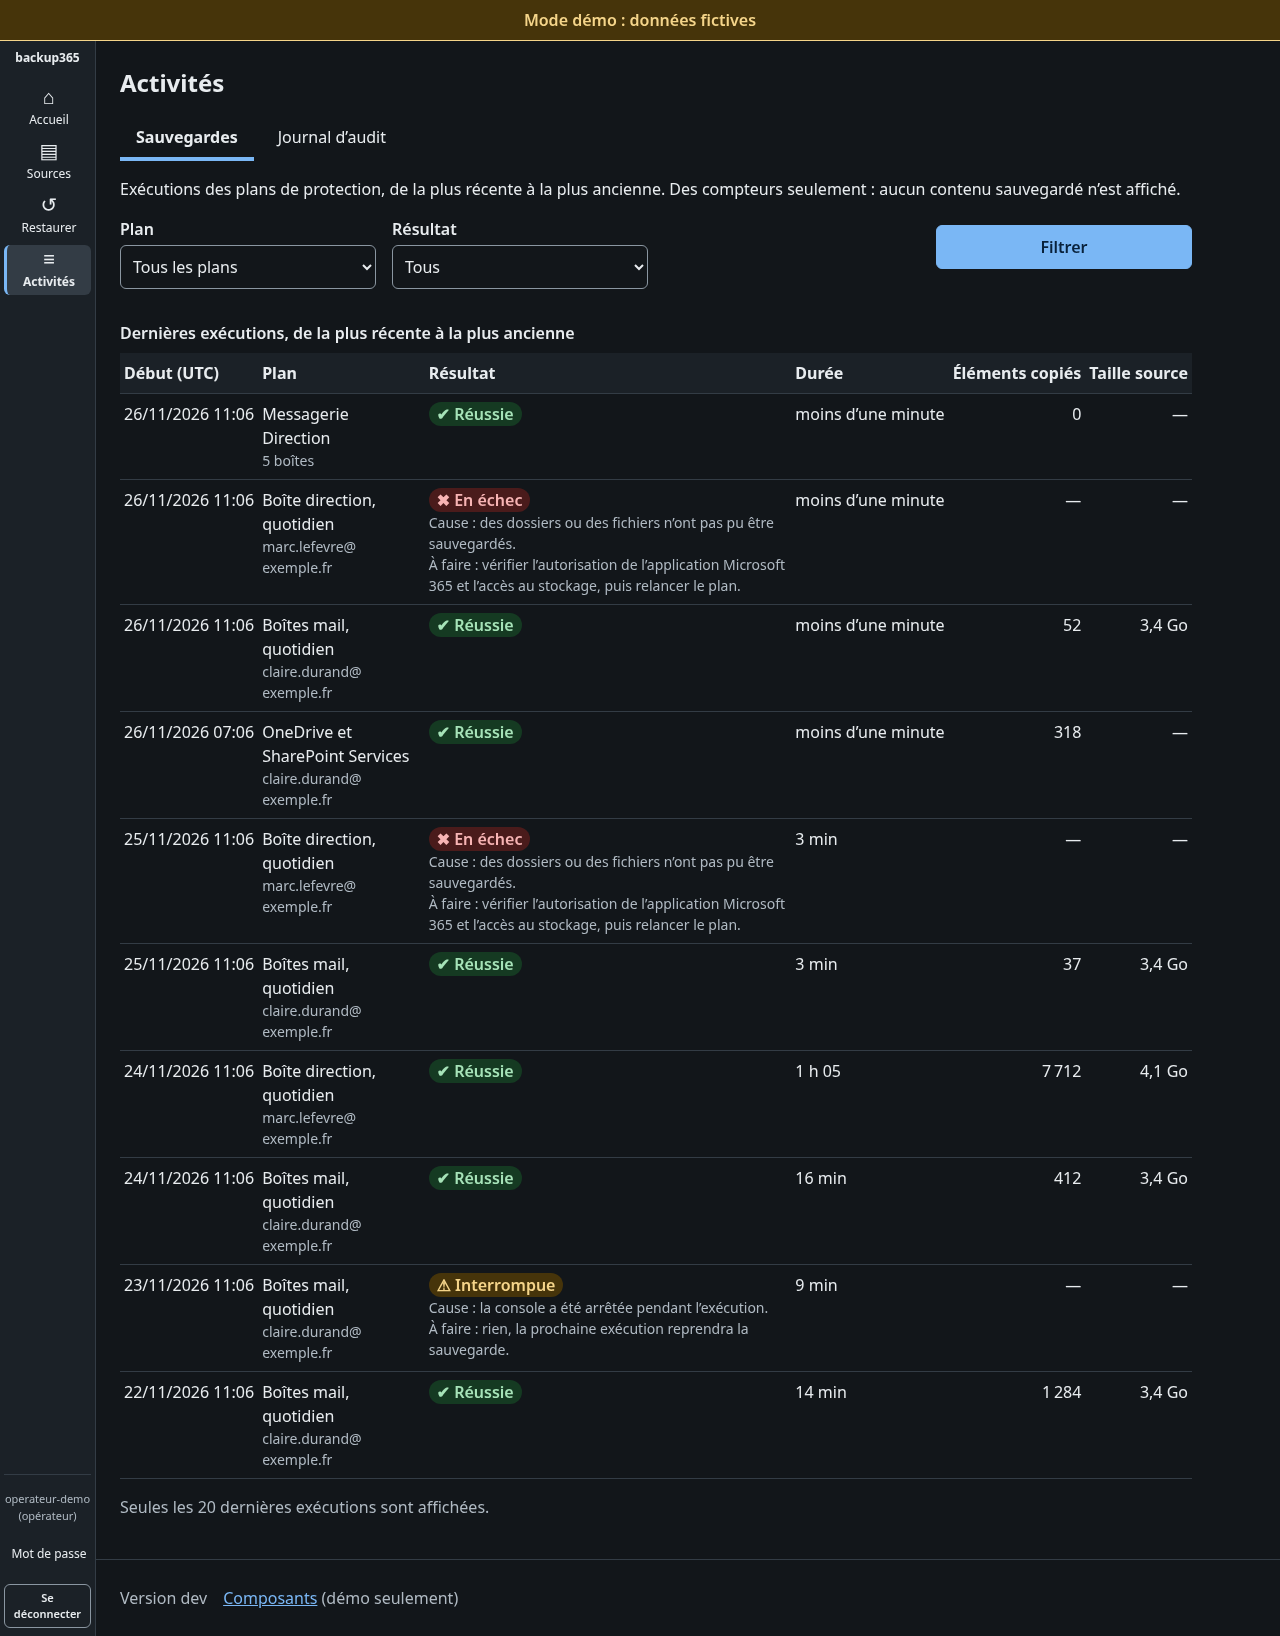 Mode démo : données fictives
backup365
Accueil
Sources
Restaurer
Activités
Activités
Sauvegardes
Journal d’audit
Exécutions des plans de protection, de la plus récente à la plus ancienne. Des compteurs seulement : aucun contenu sauvegardé n’est affiché.
Plan
Résultat
Tous les plans
Tous
Filtrer
Dernières exécutions, de la plus récente à la plus ancienne
Début (UTC) Plan Résultat Durée Éléments copiés Taille source
26/11/2026 11:06 Messagerie ✔ Réussie moins d’une minute 0 —
Direction
5 boîtes
26/11/2026 11:06 Boîte direction, ✖ En échec moins d’une minute — —
quotidien
marc.lefevre@
exemple.fr
Cause : des dossiers ou des fichiers n’ont pas pu être
sauvegardés.
À faire : vérifier l’autorisation de l’application Microsoft
365 et l’accès au stockage, puis relancer le plan.
26/11/2026 11:06 Boîtes mail, ✔ Réussie moins d’une minute 52 3,4 Go
quotidien
claire.durand@
exemple.fr
26/11/2026 07:06 OneDrive et ✔ Réussie moins d’une minute 318 —
SharePoint Services
claire.durand@
exemple.fr
25/11/2026 11:06 Boîte direction, ✖ En échec 3 min — —
quotidien
marc.lefevre@
exemple.fr
Cause : des dossiers ou des fichiers n’ont pas pu être
sauvegardés.
À faire : vérifier l’autorisation de l’application Microsoft
365 et l’accès au stockage, puis relancer le plan.
25/11/2026 11:06 Boîtes mail, ✔ Réussie 3 min 37 3,4 Go
quotidien
claire.durand@
exemple.fr
24/11/2026 11:06 Boîte direction, ✔ Réussie 1 h 05 7 712 4,1 Go
quotidien
marc.lefevre@
exemple.fr
24/11/2026 11:06 Boîtes mail, ✔ Réussie 16 min 412 3,4 Go
quotidien
claire.durand@
exemple.fr
23/11/2026 11:06 Boîtes mail, ⚠ Interrompue 9 min — —
quotidien
claire.durand@
exemple.fr
Cause : la console a été arrêtée pendant l’exécution.
À faire : rien, la prochaine exécution reprendra la
sauvegarde.
22/11/2026 11:06 Boîtes mail, ✔ Réussie 14 min 1 284 3,4 Go
quotidien
claire.durand@
exemple.fr
Seules les 20 dernières exécutions sont affichées.
operateur-demo
(opérateur)
Mot de passe
Se
déconnecter
Version dev Composants (démo seulement)